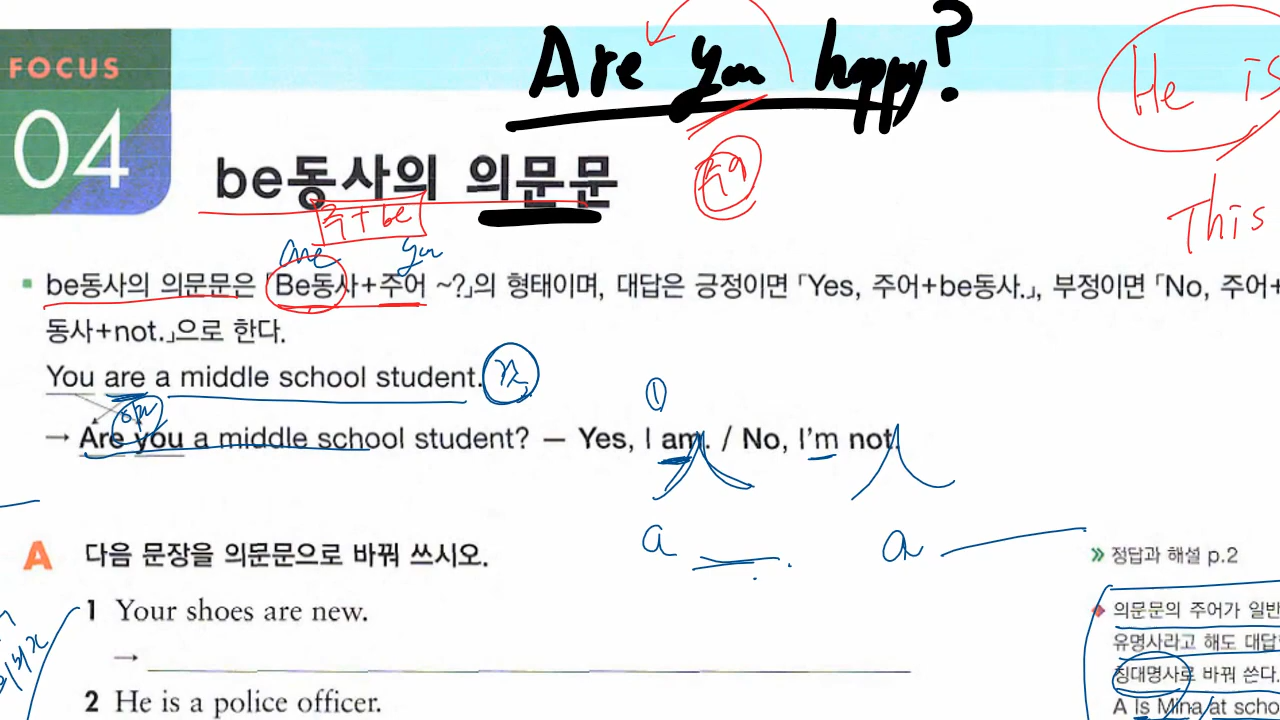 Are you happy?
He is
This
FOCUS
04
be동사의 의문문
주+be
are you
be동사의 의문문은 「Be동사+주어 ~?」의 형태이며, 대답은 긍정이면 「Yes, 주어+be동사.」, 부정이면 「No, 주어+
동사+not.」으로 한다.
You are a middle school student.
①
→ Are you a middle school student? – Yes, I am. / No, I'm not.
A 다음 문장을 의문문으로 바꿔 쓰시오.
» 정답과 해설 p.2
1 Your shoes are new.
→
2 He is a police officer.
의문문의 주어가 일반
유명사라고 해도 대답
칭대명사로 바꿔 쓴다.
A Is Mina at scho